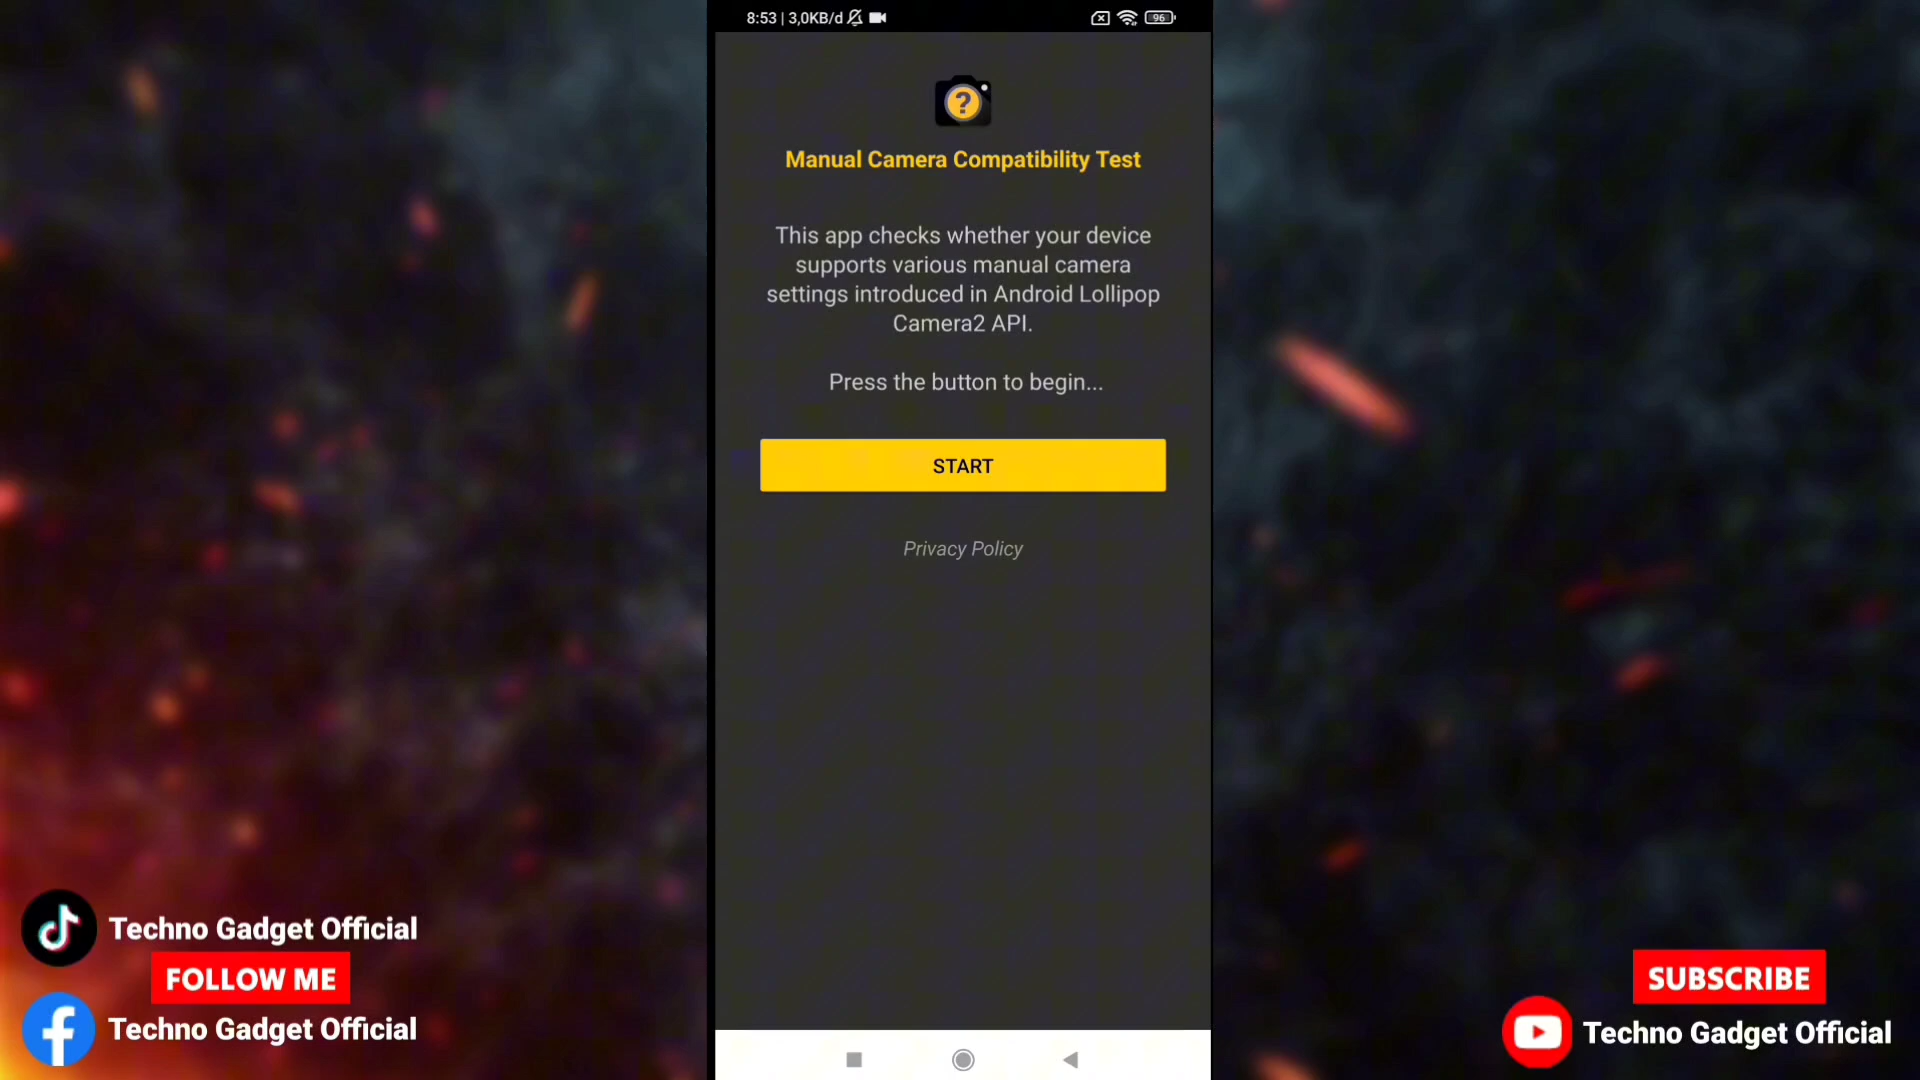 8:53 | 3,0KB/d
96
?
Manual Camera Compatibility Test
This app checks whether your device
supports various manual camera
settings introduced in Android Lollipop
Camera2 API.
Press the button to begin...
START
Privacy Policy
Techno Gadget Official
FOLLOW ME
Techno Gadget Official
SUBSCRIBE
Techno Gadget Official